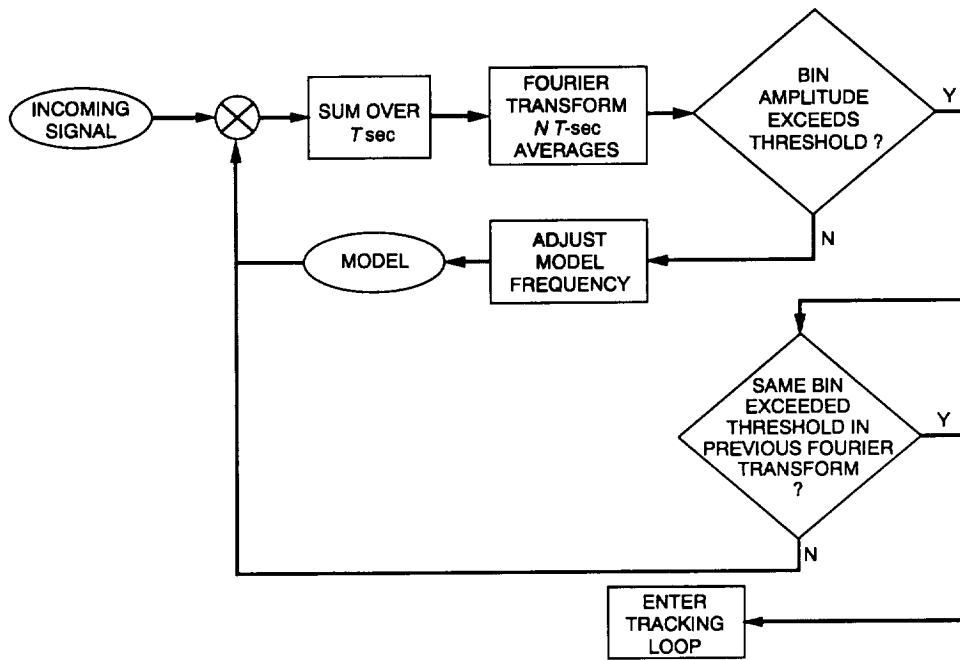 INCOMING
SIGNAL
SUM OVER
T sec
FOURIER
TRANSFORM
N T-sec
AVERAGES
BIN
AMPLITUDE
EXCEEDS
THRESHOLD ?
Y
N
MODEL
ADJUST
MODEL
FREQUENCY
SAME BIN
EXCEEDED
THRESHOLD IN
PREVIOUS FOURIER
TRANSFORM
?
Y
N
ENTER
TRACKING
LOOP